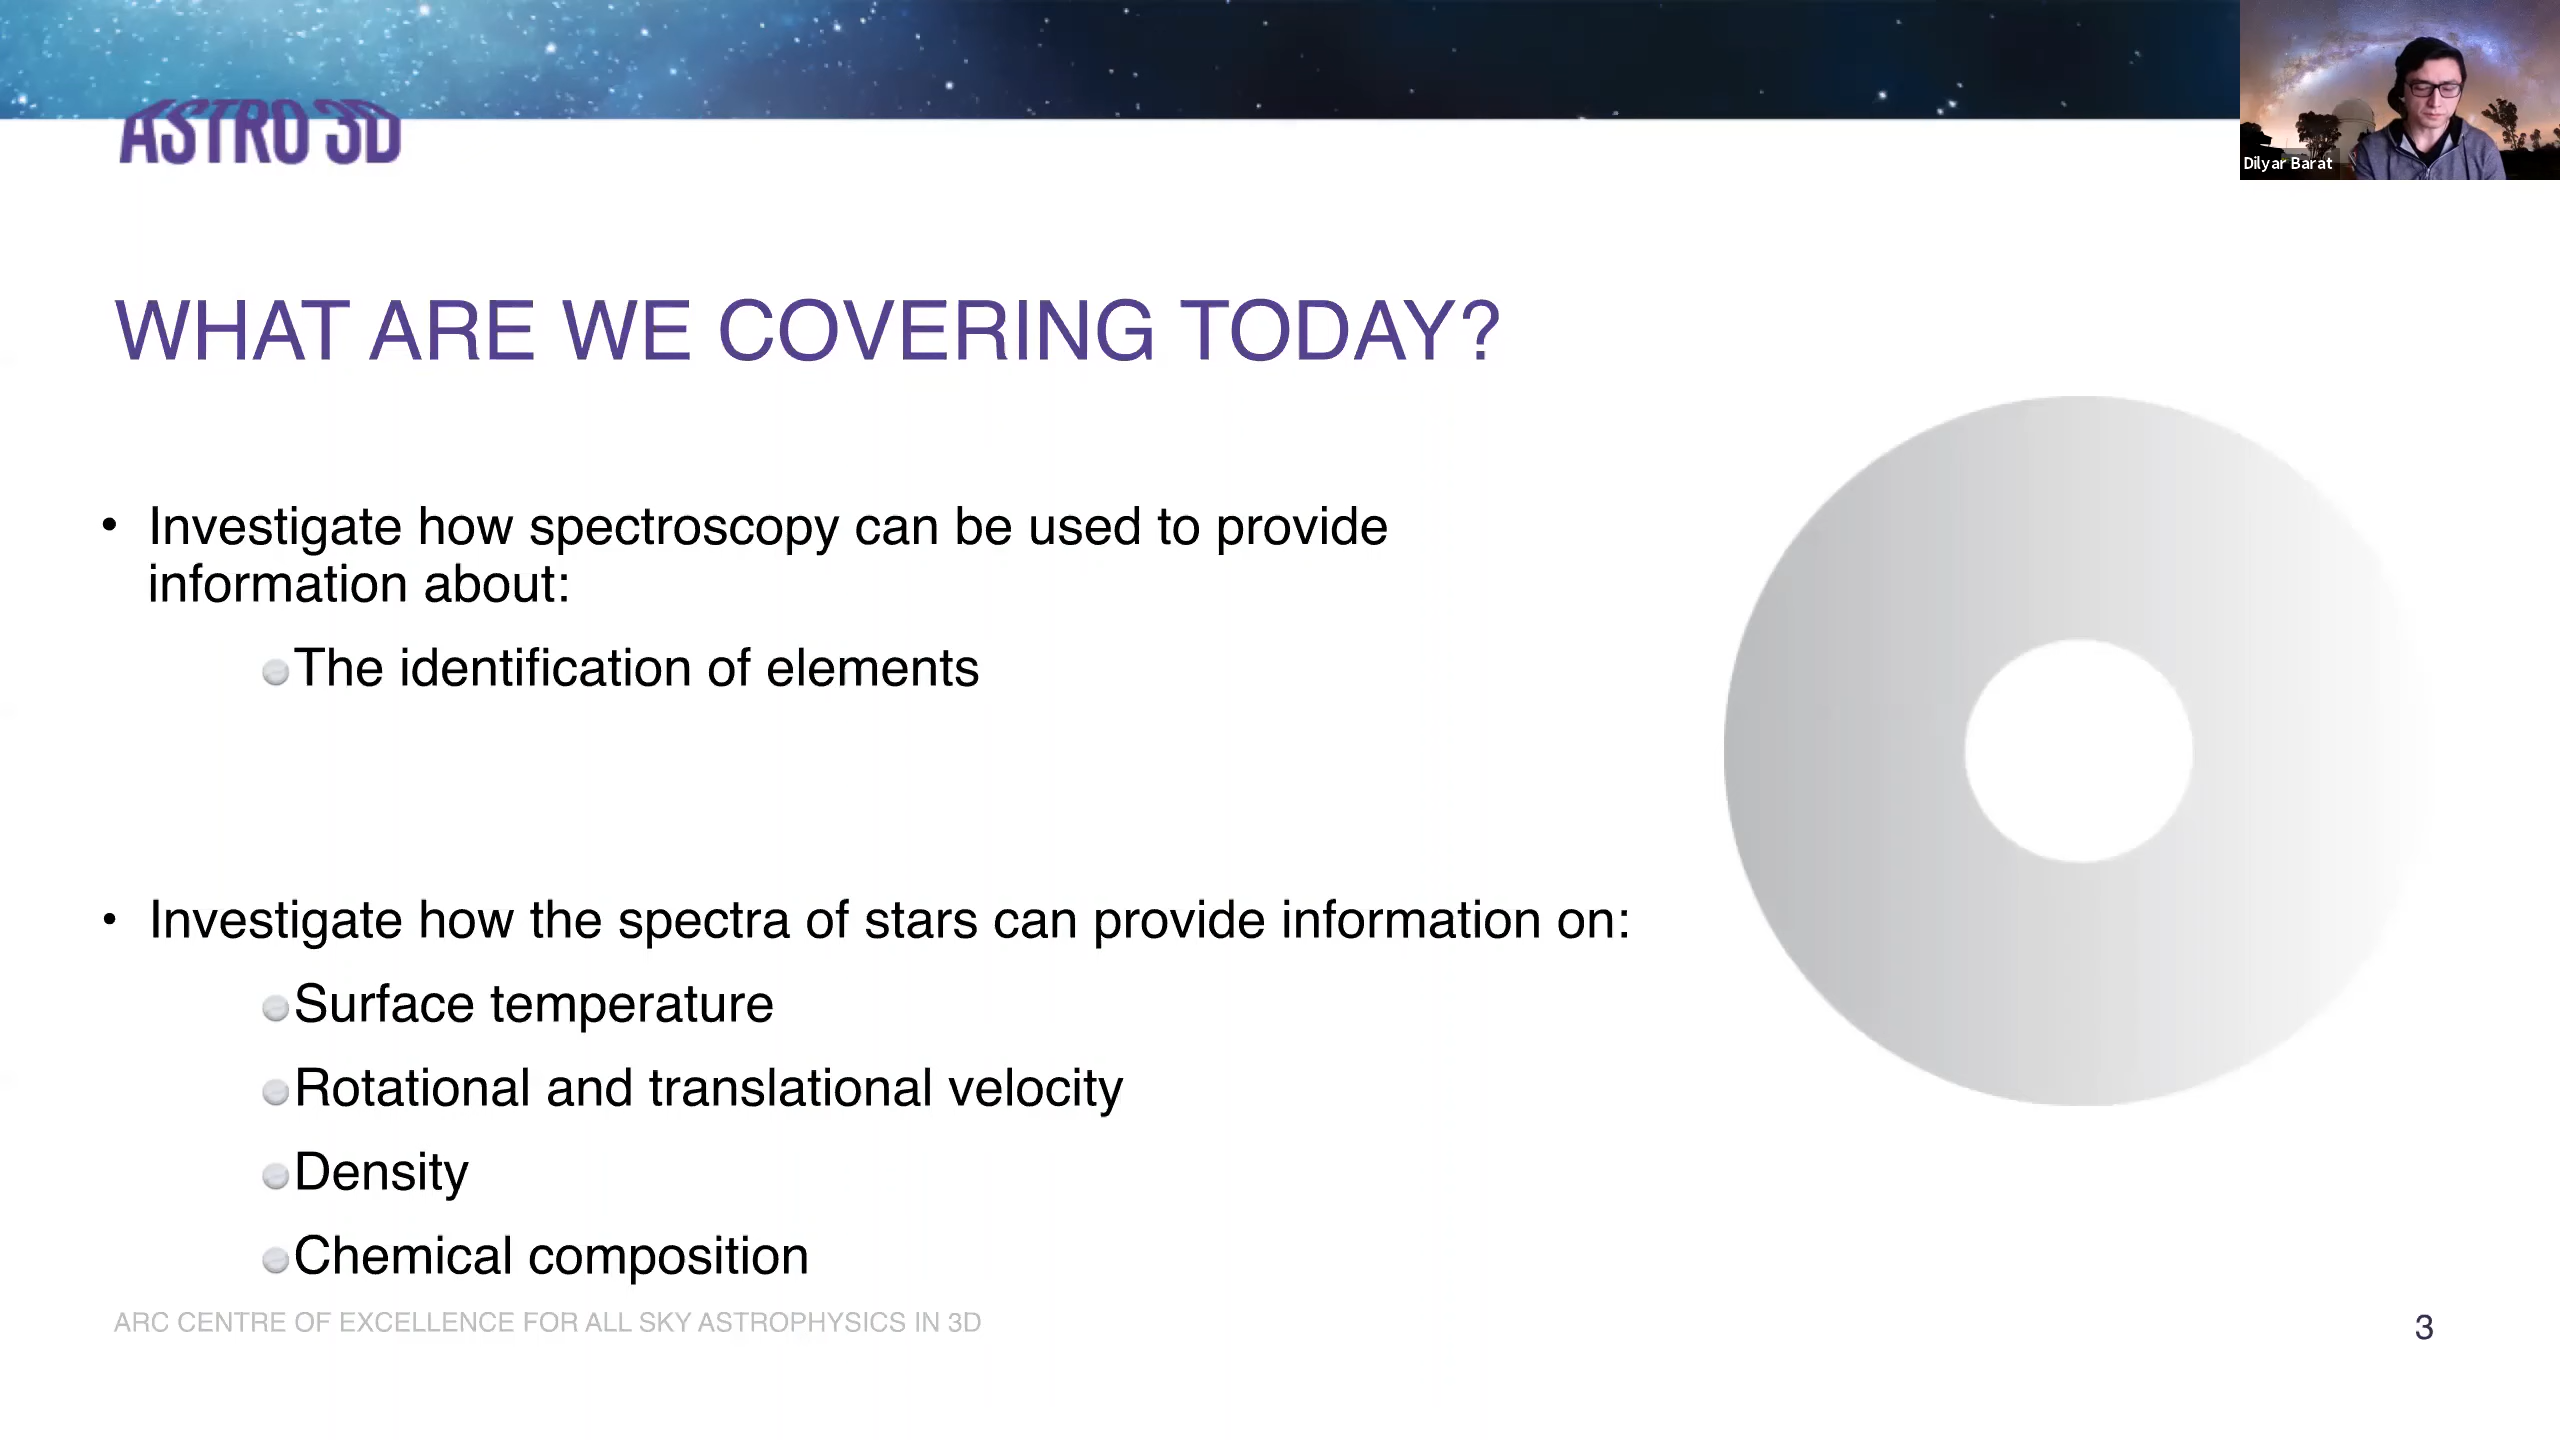 ASTRO 3D
Dilyar Barat
WHAT ARE WE COVERING TODAY?
• Investigate how spectroscopy can be used to provide
information about:
The identification of elements
• Investigate how the spectra of stars can provide information on:
Surface temperature
Rotational and translational velocity
Density
Chemical composition
ARC CENTRE OF EXCELLENCE FOR ALL SKY ASTROPHYSICS IN 3D
3